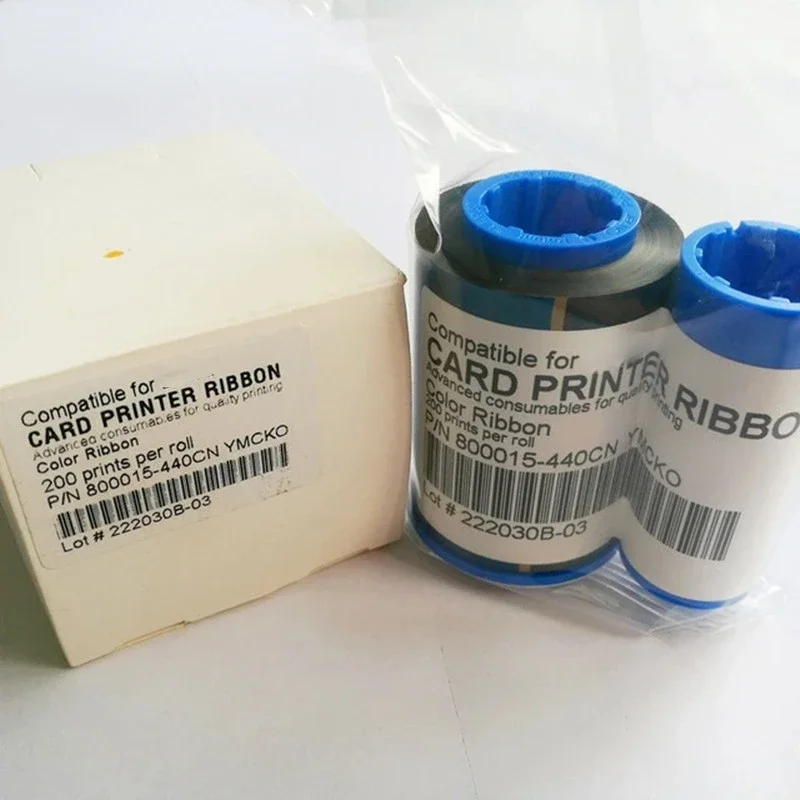 Compatible for
CARD PRINTER RIBBON
Advanced consumables for quality printing
Color Ribbon
200 prints per roll
P/N 800015-440CN YMCKO
Lot # 222030B-03
Compatible for
CARD PRINTER RIBBO
Advanced consumables for quality printing
Color Ribbon
200 prints per roll
P/N 800015-440CN YMCKO
Lot # 222030B-03